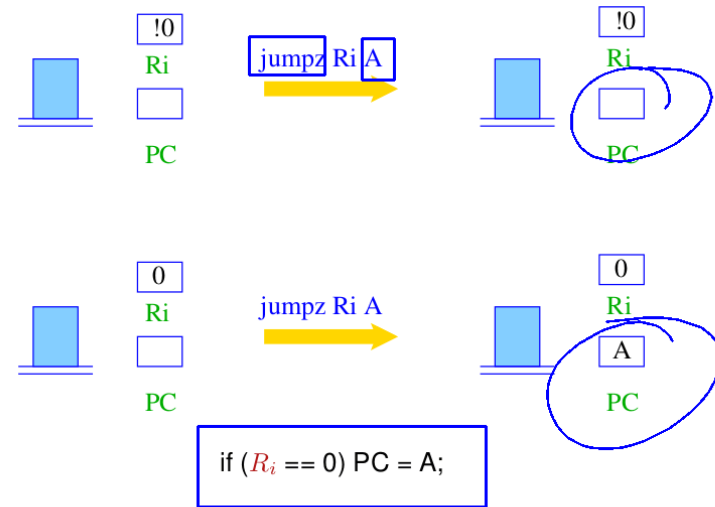 !0 !0
jumpz Ri A
Ri Ri
PC PC
0 0
jumpz Ri A
Ri Ri
A
PC PC
if (Ri == 0) PC = A;